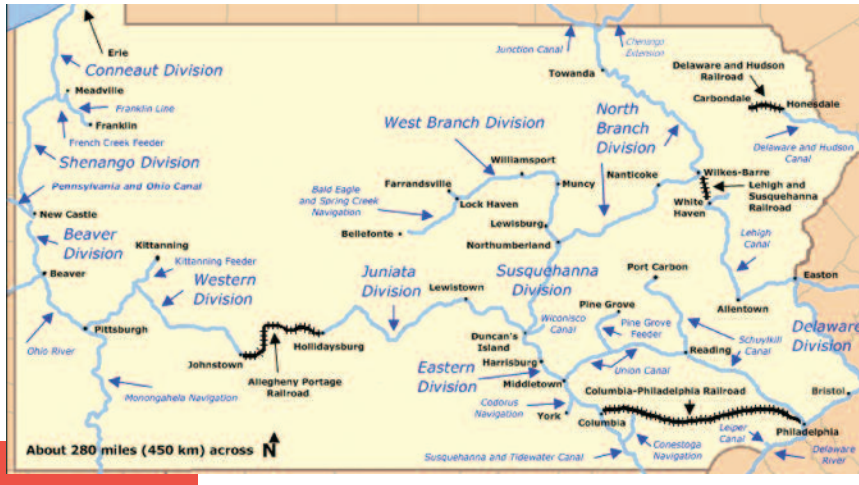 Erie
Conneaut Division
Meadville
Franklin Line
Franklin
French Creek Feeder
Shenango Division
Pennsylvania and Ohio Canal
New Castle
Beaver
Division
Kittanning
Kittanning Feeder
Western
Division
Beaver
Ohio River
Pittsburgh
Johnstown
Hollidaysburg
Allegheny Portage
Railroad
Monongahela Navigation
About 280 miles (450 km) across
N
Junction Canal
Chenango
Extension
Towanda
Delaware and Hudson
Railroad
Carbondale
Honesdale
Delaware and Hudson
Canal
North
Branch
Division
West Branch Division
Williamsport
Bald Eagle
and Spring Creek
Navigation
Farrandsville
Lock Haven
Bellefonte
Muncy
Nanticoke
Wilkes-Barre
Lehigh and
Susquehanna
Railroad
White
Haven
Lewisburg
Northumberland
Lehigh
Canal
Juniata
Division
Lewistown
Susquehanna
Division
Port Carbon
Easton
Allentown
Pine Grove
Wiconisco
Canal
Pine Grove
Feeder
Duncan's
Island
Schuylkill
Canal
Delaware
Division
Harrisburg
Eastern
Division
Reading
Middletown
Union Canal
Columbia-Philadelphia Railroad
Bristol
Codorus
Navigation
York
Columbia
Leiper
Canal
Philadelphia
Conestoga
Navigation
Susquehanna and Tidewater Canal
Delaware
River